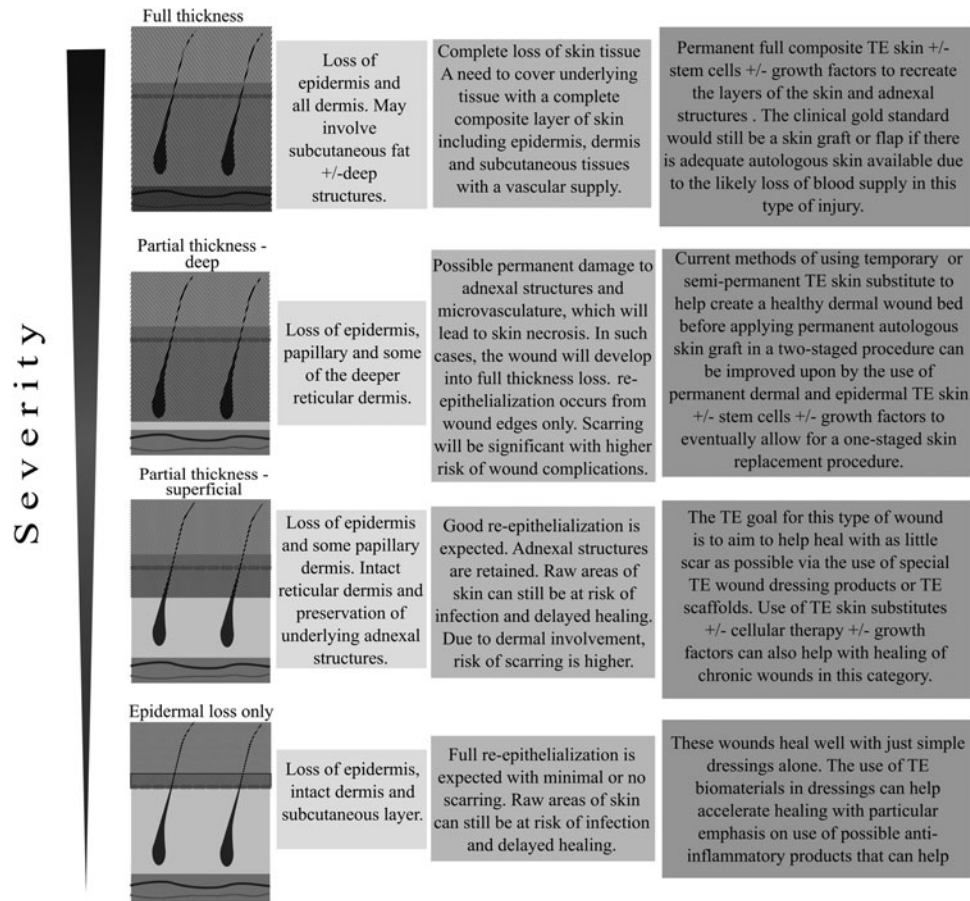 Severity
Full thickness
Loss of
epidermis and
all dermis. May
involve
subcutaneous fat
+/-deep
structures.
Complete loss of skin tissue
A need to cover underlying
tissue with a complete
composite layer of skin
including epidermis, dermis
and subcutaneous tissues
with a vascular supply.
Permanent full composite TE skin +/-
stem cells +/- growth factors to recreate
the layers of the skin and adnexal
structures . The clinical gold standard
would still be a skin graft or flap if there
is adequate autologous skin available due
to the likely loss of blood supply in this
type of injury.
Partial thickness -
deep
Loss of epidermis,
papillary and some
of the deeper
reticular dermis.
Possible permanent damage to
adnexal structures and
microvasculature, which will
lead to skin necrosis. In such
cases, the wound will develop
into full thickness loss. re-
epithelialization occurs from
wound edges only. Scarring
will be significant with higher
risk of wound complications.
Current methods of using temporary or
semi-permanent TE skin substitute to
help create a healthy dermal wound bed
before applying permanent autologous
skin graft in a two-staged procedure can
be improved upon by the use of
permanent dermal and epidermal TE skin
+/- stem cells +/- growth factors to
eventually allow for a one-staged skin
replacement procedure.
Partial thickness -
superficial
Loss of epidermis
and some papillary
dermis. Intact
reticular dermis and
preservation of
underlying adnexal
structures.
Good re-epithelialization is
expected. Adnexal structures
are retained. Raw areas of
skin can still be at risk of
infection and delayed healing.
Due to dermal involvement,
risk of scarring is higher.
The TE goal for this type of wound
is to aim to help heal with as little
scar as possible via the use of special
TE wound dressing products or TE
scaffolds. Use of TE skin substitutes
+/- cellular therapy +/- growth
factors can also help with healing of
chronic wounds in this category.
Epidermal loss only
Loss of epidermis,
intact dermis and
subcutaneous layer.
Full re-epithelialization is
expected with minimal or no
scarring. Raw areas of skin
can still be at risk of infection
and delayed healing.
These wounds heal well with just simple
dressings alone. The use of TE
biomaterials in dressings can help
accelerate healing with particular
emphasis on use of possible anti-
inflammatory products that can help